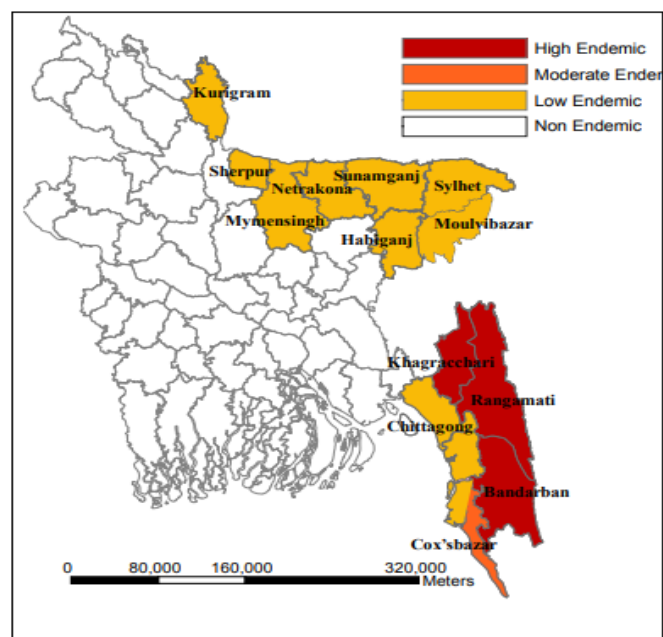 High Endemic
Moderate Ender
Low Endemic
Non Endemic
Kurigram
Sherpur
Netrakona
Sunamganj
Sylhet
Mymensingh
Habiganj
Moulvibazar
Khagracchari
Rangamati
Chittagong
Bandarban
Cox'sbazar
0 80,000 160,000 320,000
Meters